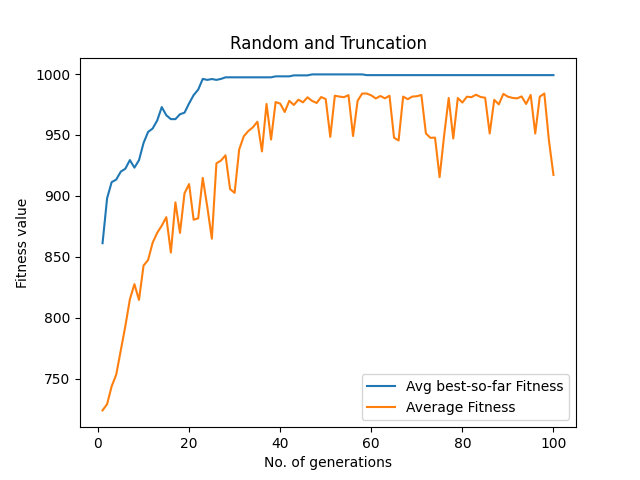 Random and Truncation
1000
950
900
850
800
750
Fitness value
Avg best-so-far Fitness
Average Fitness
0 20 40 60 80 100
No. of generations